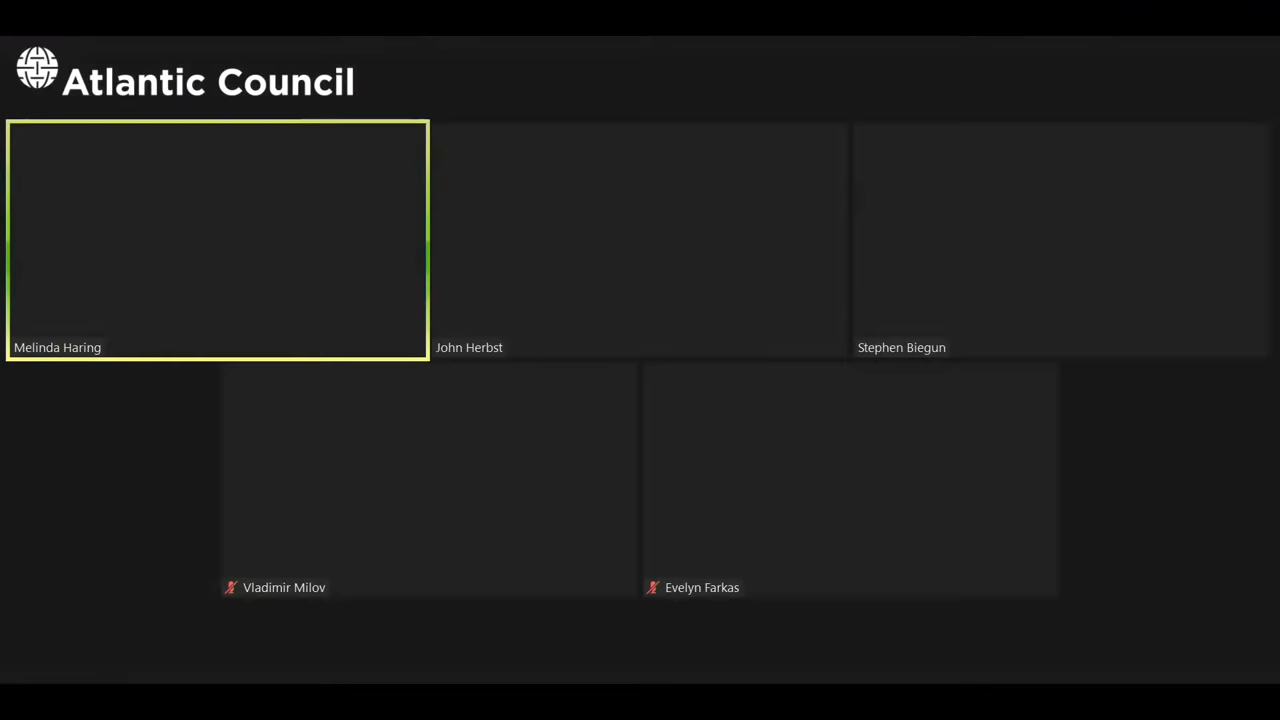 Atlantic Council
Melinda Haring
John Herbst
Stephen Biegun
Vladimir Milov
Evelyn Farkas